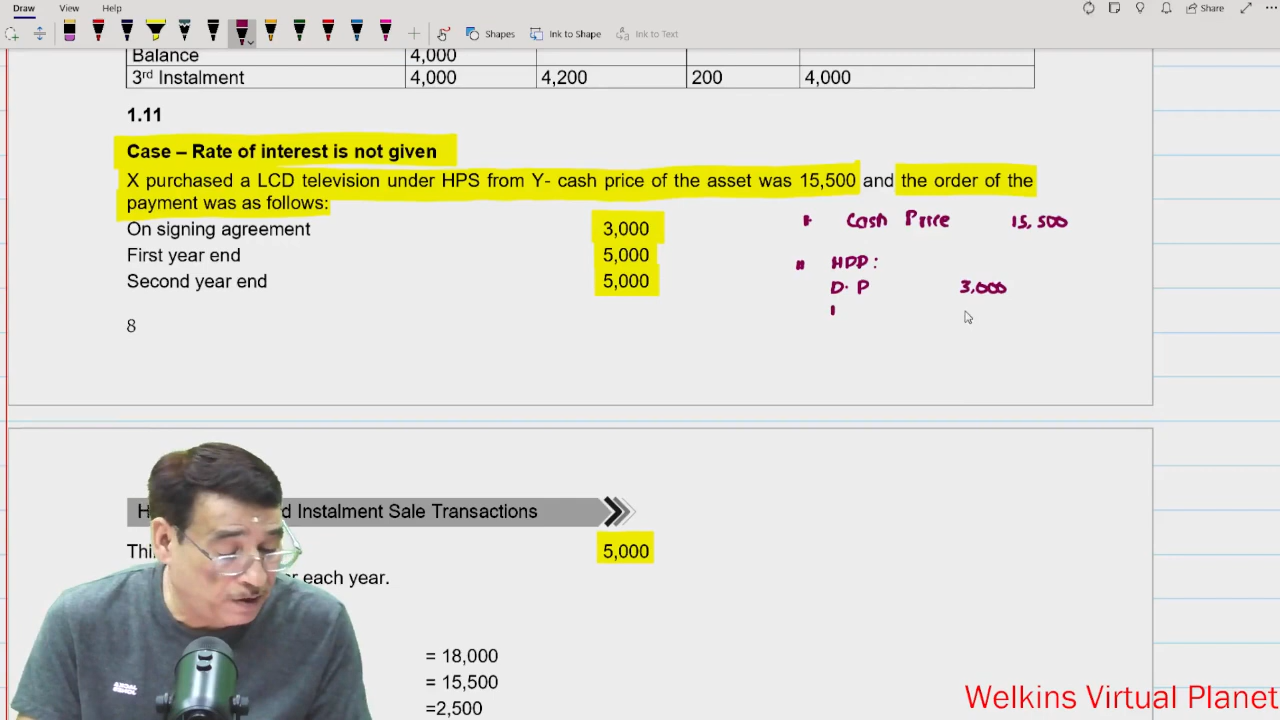 Draw View Help Share
Shapes Ink to Shape Ink to Text
Balance 4,000
3rd Instalment 4,000 4,200 200 4,000
1.11
Case – Rate of interest is not given
X purchased a LCD television under HPS from Y- cash price of the asset was 15,500 and the order of the
payment was as follows:
On signing agreement 3,000
First year end 5,000
Second year end 5,000
Cash Price 15,500
HPP:
D. P 3,000
I
8
H d Instalment Sale Transactions
Thi 5,000
each year.
= 18,000
= 15,500
=2,500
Welkins Virtual Planet